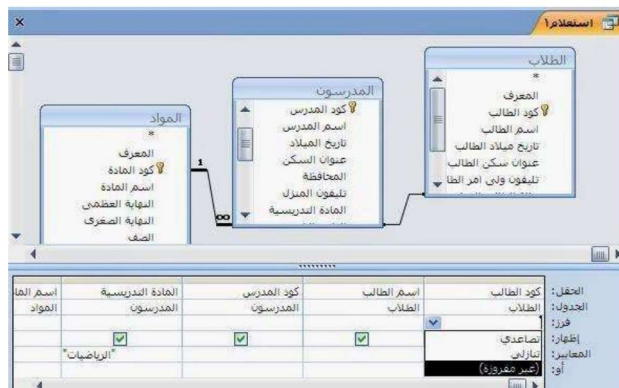 استعلام1
الطلاب
*
المعرف
كود الطالب
اسم الطالب
تاريخ ميلاد الطالب
عنوان سكن الطالب
تليفون ولي امر الطا
المدرسون
كود المدرس
اسم المدرس
تاريخ الميلاد
عنوان السكن
المحافظة
تليفون المنزل
المادة التدريسية
المواد
*
المعرف
كود المادة
اسم المادة
النهاية العظمى
النهاية الصغرى
الصف
1
∞
الحقل: كود الطالب اسم الطالب كود المدرس المادة التدريسية اسم الما
الجدول: الطلاب الطلاب المدرسون المدرسون المواد
فرز:
إظهار: تصاعدي
المعايير: تنازلي "الرياضيات"
أو: (غير مفروزة)